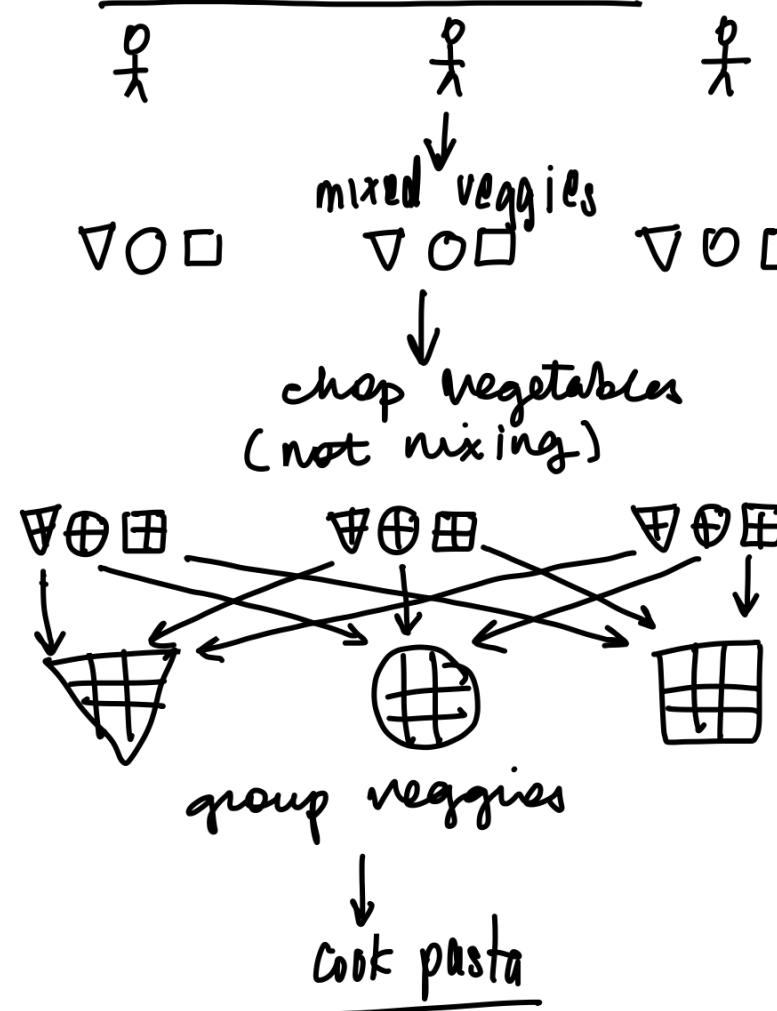 mixed veggies
chop vegetables
(not mixing)
group veggies
cook pasta